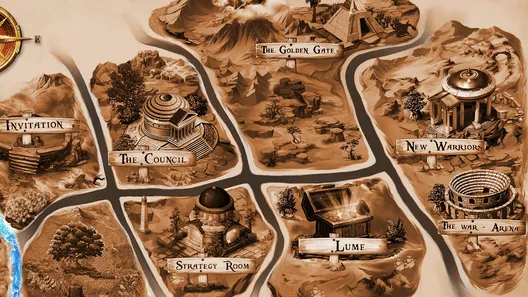 E
The Golden Gate
Invitation
The Council
New Warriors
The war - Arena
Lume
Strategy Room